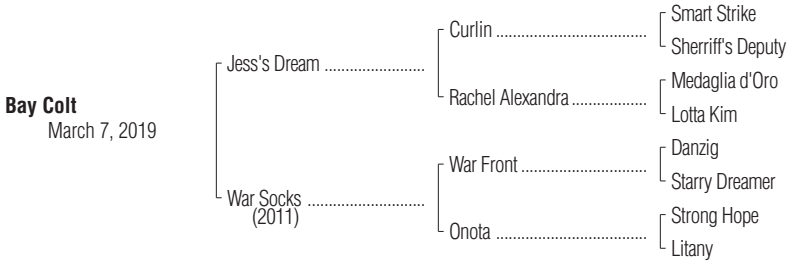 Smart Strike
Curlin
Sherriff's Deputy
Jess's Dream
Medaglia d'Oro
Rachel Alexandra
Lotta Kim
Bay Colt
March 7, 2019
Danzig
War Front
Starry Dreamer
War Socks
(2011)
Strong Hope
Onota
Litany